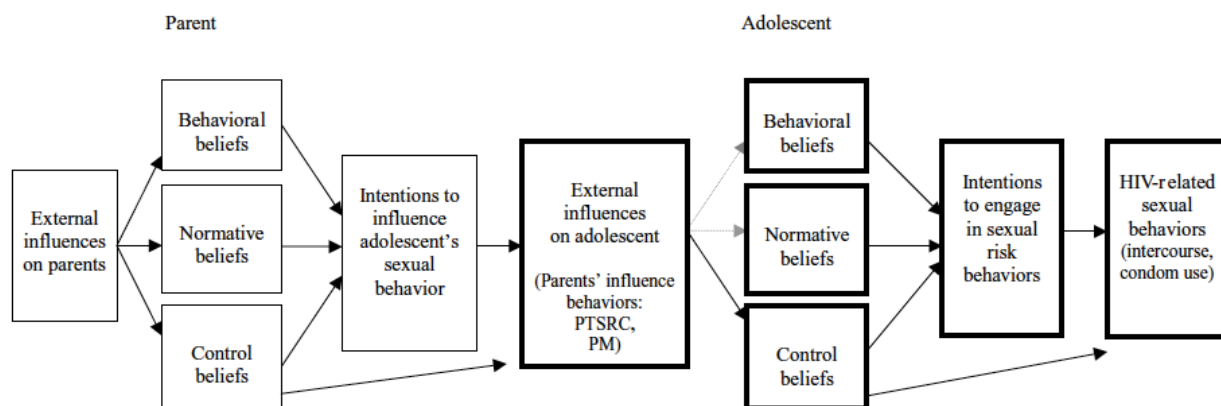 Parent
Adolescent
External
influences
on parents
Behavioral
beliefs
Normative
beliefs
Control
beliefs
Intentions to
influence
adolescent's
sexual
behavior
External
influences
on adolescent
(Parents' influence
behaviors:
PTSRC,
PM)
Behavioral
beliefs
Normative
beliefs
Control
beliefs
Intentions
to engage
in sexual
risk
behaviors
HIV-related
sexual
behaviors
(intercourse,
condom use)